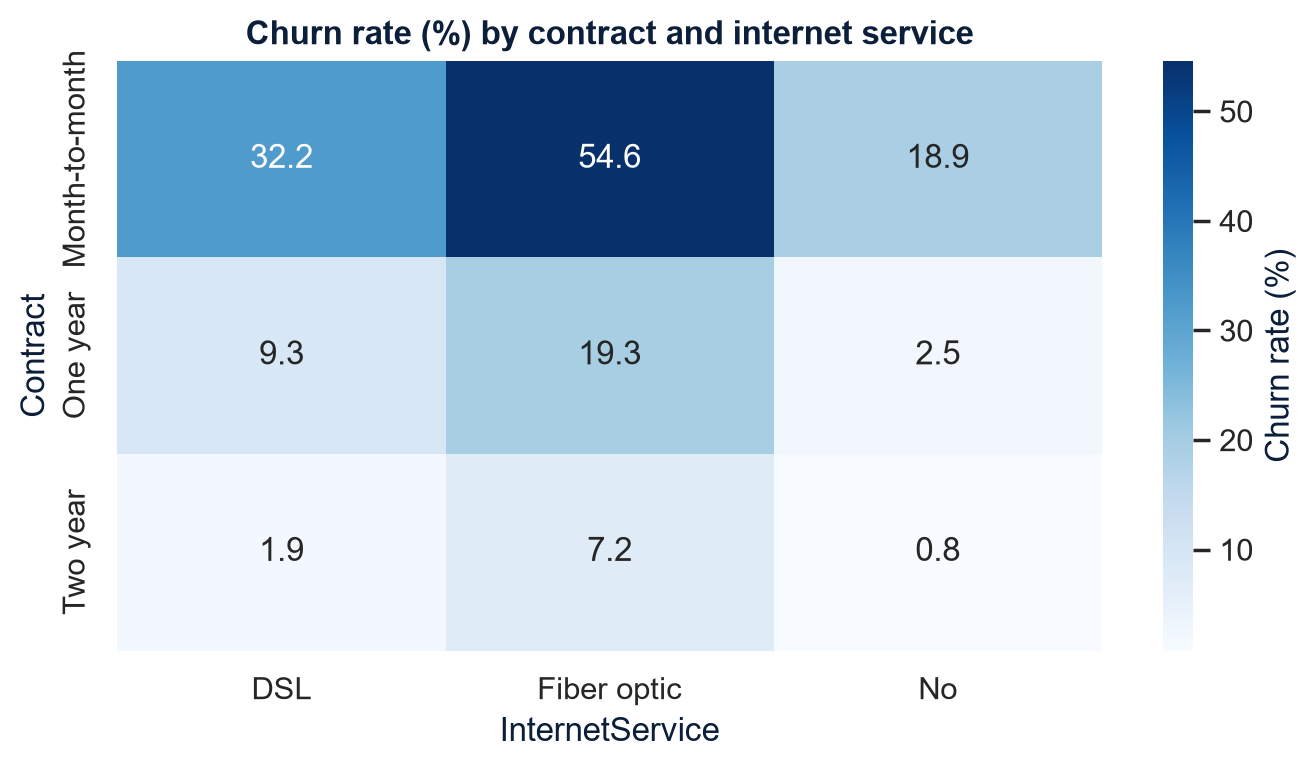 Churn rate (%) by contract and internet service
Contract
Month-to-month
32.2 54.6 18.9
One year
9.3 19.3 2.5
Two year
1.9 7.2 0.8
DSL Fiber optic No
InternetService
50
40
30
20
10
Churn rate (%)